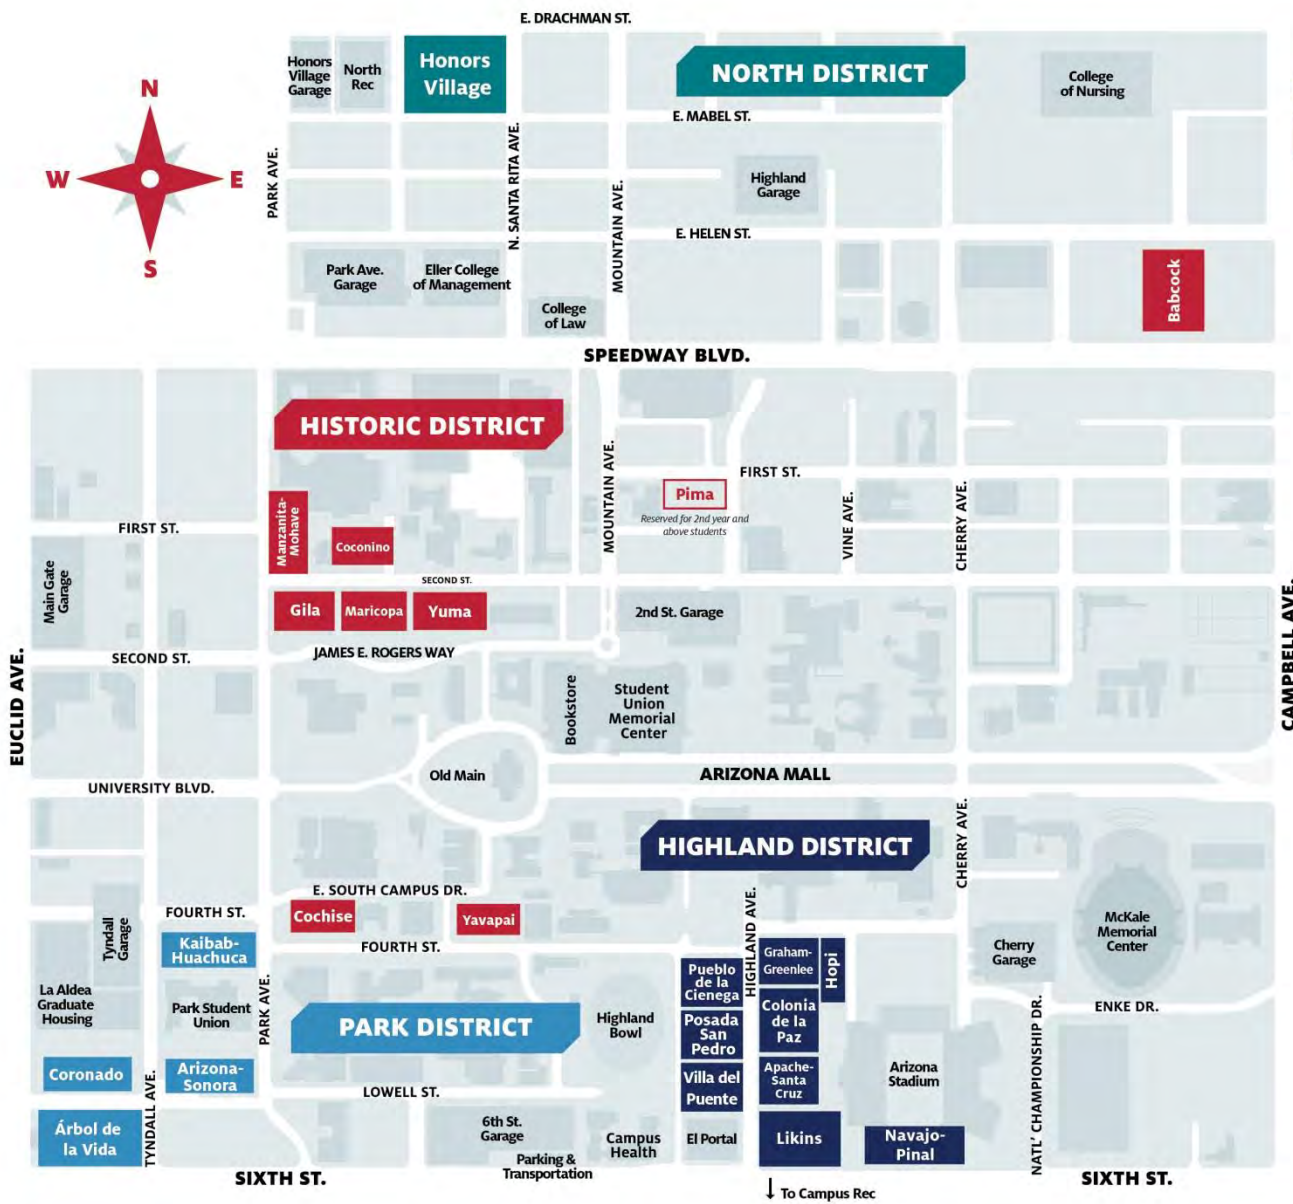 E. DRACHMAN ST.
Honors
Village
Garage
North
Rec
Honors
Village
NORTH DISTRICT
College
of Nursing
E. MABEL ST.
N
W
E
S
PARK AVE.
N. SANTA RITA AVE.
MOUNTAIN AVE.
Highland
Garage
E. HELEN ST.
Park Ave.
Garage
Eller College
of Management
College
of Law
Babcock
SPEEDWAY BLVD.
HISTORIC DISTRICT
MOUNTAIN AVE.
FIRST ST.
Pima
Reserved for 2nd year and
above students
VINE AVE.
CHERRY AVE.
FIRST ST.
Manzanita-
Mohave
Coconino
Main Gate
Garage
SECOND ST.
Gila
Maricopa
Yuma
2nd St. Garage
SECOND ST.
JAMES E. ROGERS WAY
EUCLID AVE.
CAMPBELL AVE.
Bookstore
Student
Union
Memorial
Center
Old Main
ARIZONA MALL
UNIVERSITY BLVD.
HIGHLAND DISTRICT
CHERRY AVE.
E. SOUTH CAMPUS DR.
FOURTH ST.
Cochise
Yavapai
HIGHLAND AVE.
McKale
Memorial
Center
Tyndall
Garage
Kaibab-
Huachuca
FOURTH ST.
Graham-
Greenlee
Hopi
Cherry
Garage
Pueblo
de la
Cienega
La Aldea
Graduate
Housing
Park Student
Union
PARK AVE.
PARK DISTRICT
Highland
Bowl
Posada
San
Pedro
Colonia
de la
Paz
ENKE DR.
NATL' CHAMPIONSHIP DR.
Coronado
Arizona-
Sonora
LOWELL ST.
Villa del
Puente
Apache-
Santa
Cruz
Arizona
Stadium
TYNDALL AVE.
Árbol de
la Vida
6th St.
Garage
Parking &
Transportation
Campus
Health
El Portal
Likins
Navajo-
Pinal
SIXTH ST.
SIXTH ST.
↓ To Campus Rec